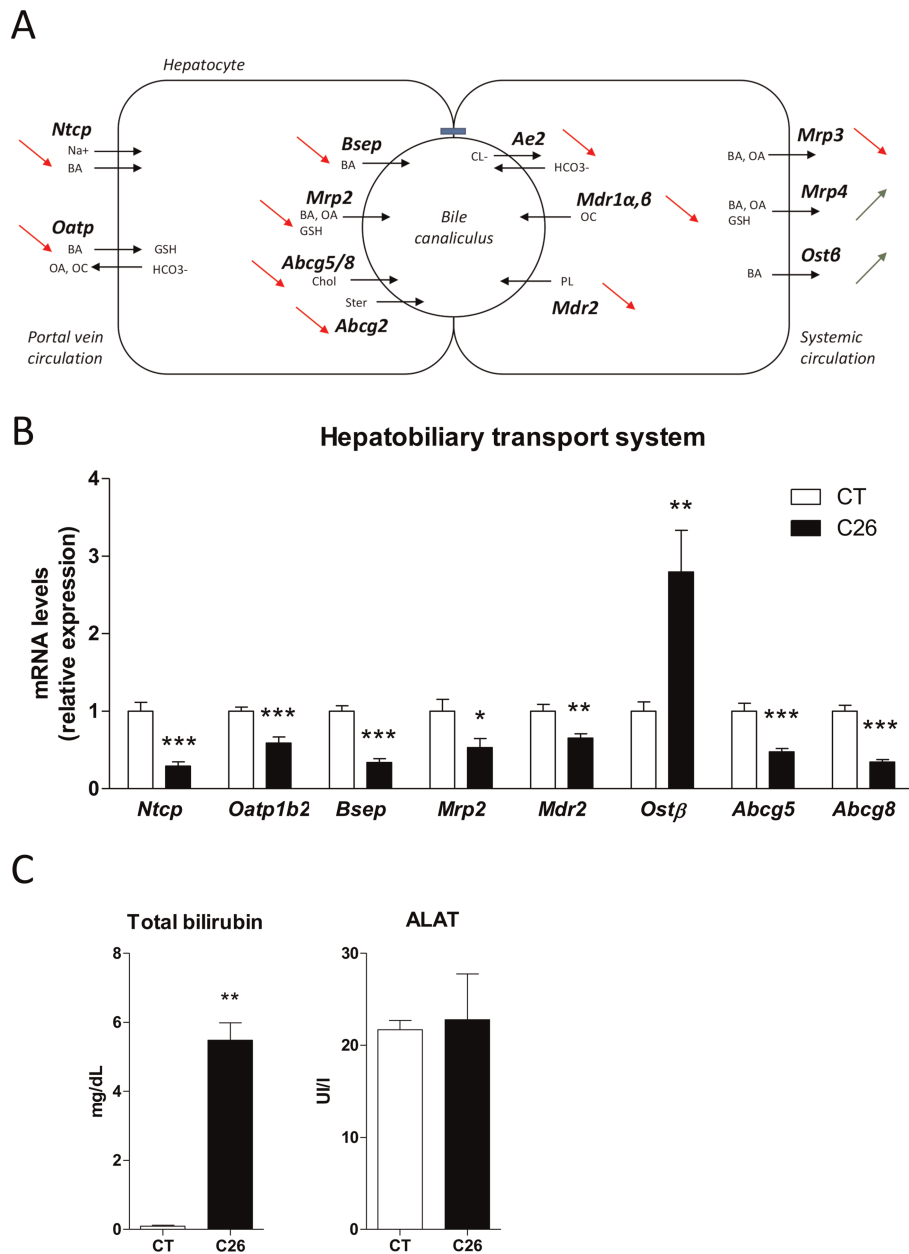 A
Hepatocyte
Ntcp
Na+
BA
Oatp
BA
GSH
OA, OC
HCO3-
Portal vein
circulation
Bsep
BA
Mrp2
BA, OA
GSH
Abcg5/8
Chol
Ster
Abcg2
Bile
canaliculus
Ae2
CL-
HCO3-
Mdr1α,β
OC
PL
Mdr2
Mrp3
BA, OA
Mrp4
BA, OA
GSH
Ostβ
BA
Systemic
circulation
B
Hepatobiliary transport system
mRNA levels
(relative expression)
4
3
2
1
0
CT
C26
***
***
***
*
**
**
***
***
Ntcp
Oatp1b2
Bsep
Mrp2
Mdr2
Ostβ
Abcg5
Abcg8
C
Total bilirubin
mg/dL
8
6
4
2
0
**
CT
C26
ALAT
UI/l
30
20
10
0
CT
C26